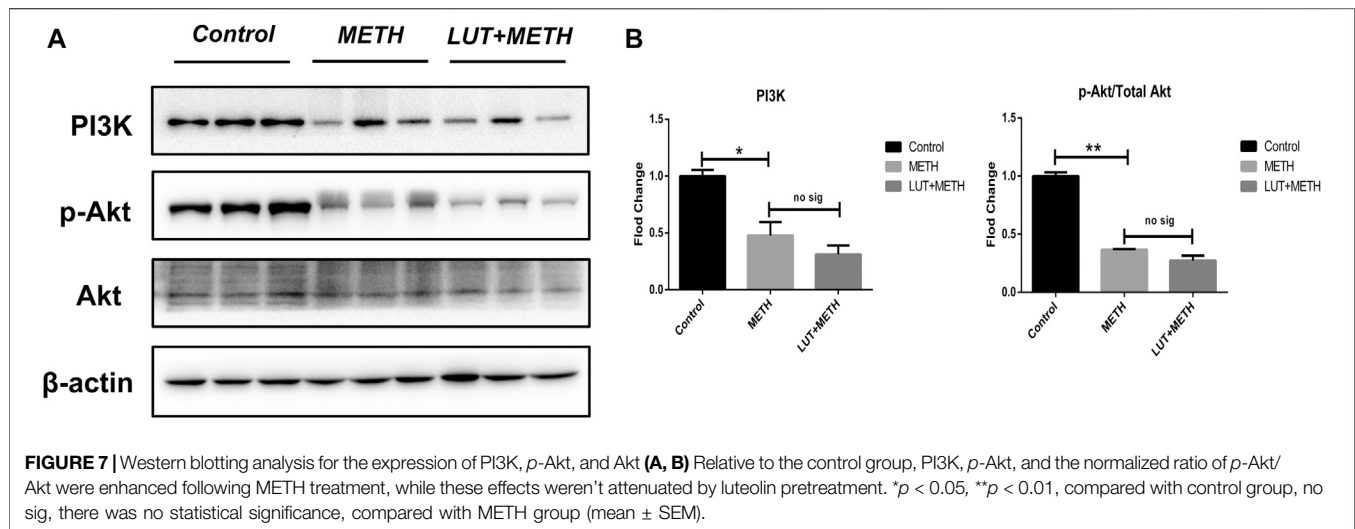 A
Control METH LUT+METH
PI3K
p-Akt
Akt
β-actin
B
PI3K
1.5
1.0
0.5
0.0
Flod Change
*
no sig
Control
METH
LUT+METH
Control
METH
LUT+METH
p-Akt/Total Akt
1.5
1.0
0.5
0.0
Flod Change
**
no sig
Control
METH
LUT+METH
Control
METH
LUT+METH
FIGURE 7 | Western blotting analysis for the expression of PI3K, p-Akt, and Akt (A, B) Relative to the control group, PI3K, p-Akt, and the normalized ratio of p-Akt/
Akt were enhanced following METH treatment, while these effects weren't attenuated by luteolin pretreatment. *p < 0.05, **p < 0.01, compared with control group, no
sig, there was no statistical significance, compared with METH group (mean ± SEM).